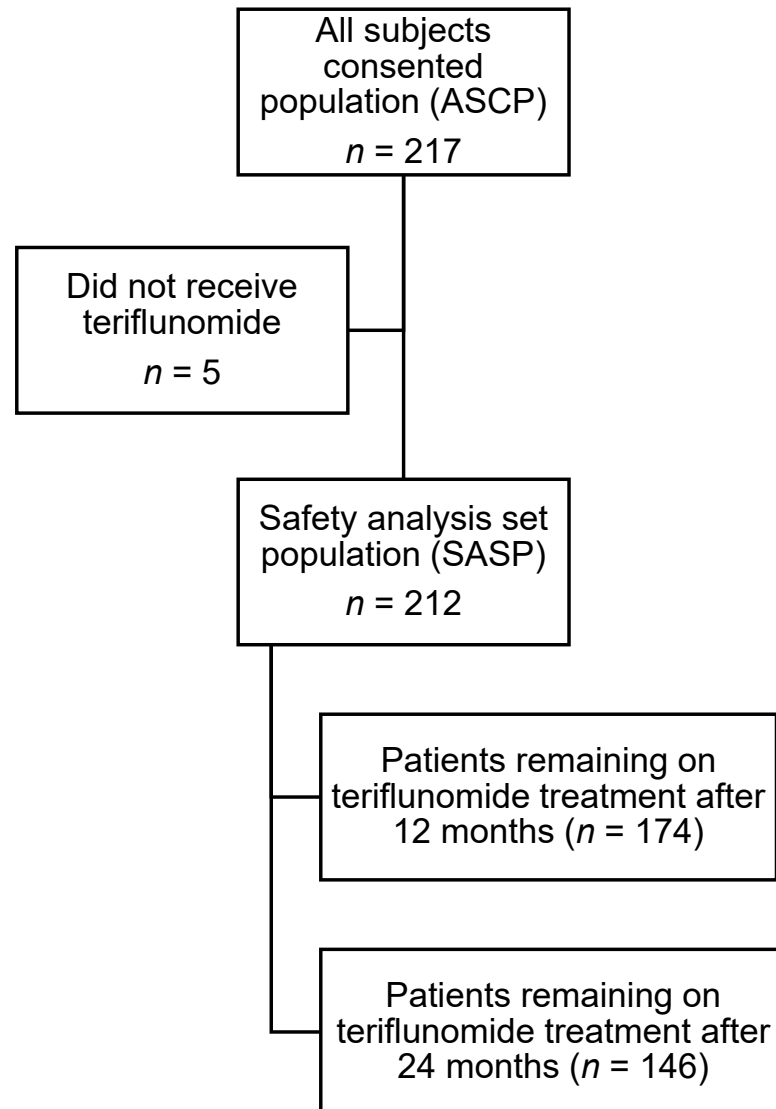 All subjects
consented
population (ASCP)
n = 217
Did not receive
teriflunomide
n = 5
Safety analysis set
population (SASP)
n = 212
Patients remaining on
teriflunomide treatment after
12 months (n = 174)
Patients remaining on
teriflunomide treatment after
24 months (n = 146)